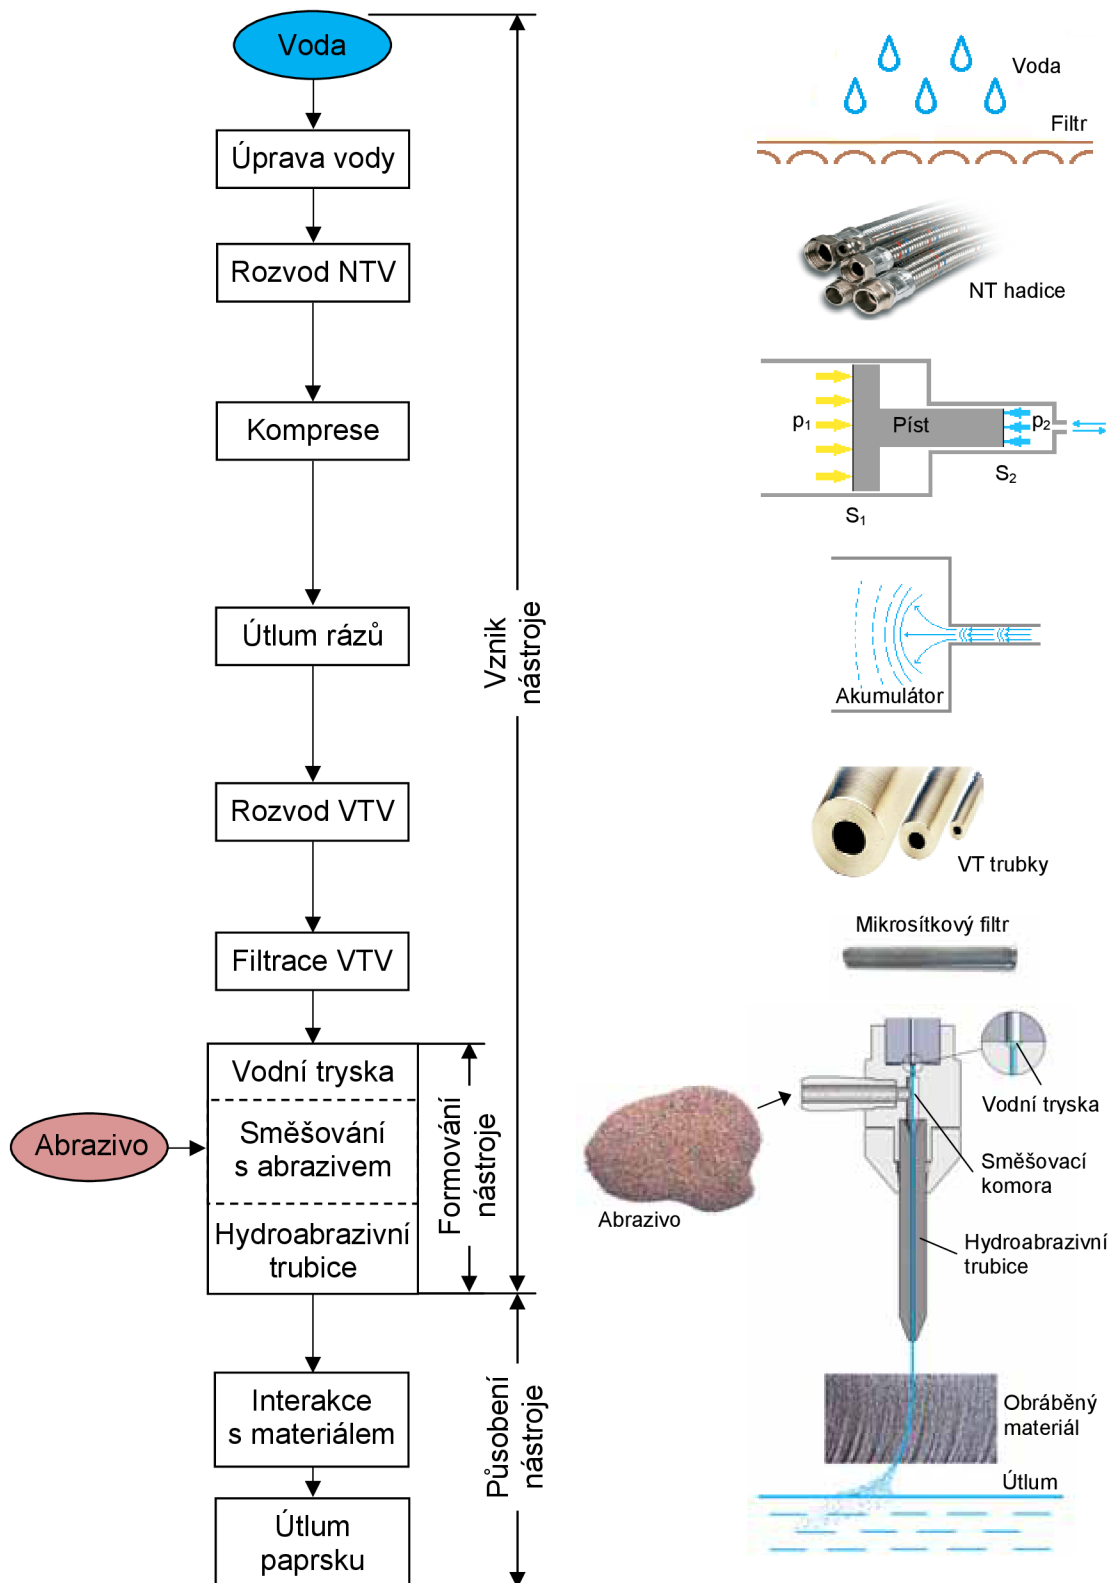 Voda
Úprava vody
Rozvod NTV
Komprese
Útlum rázů
Rozvod VTV
Filtrace VTV
Vodní tryska
Směšování
s abrazivem
Hydroabrazivní
trubice
Abrazivo
Interakce
s materiálem
Útlum
paprsku
Vznik
nástroje
Formování
nástroje
Působení
nástroje
Voda
Filtr
NT hadice
p1
Píst
p2
S2
S1
Akumulátor
VT trubky
Mikrosítkový filtr
Vodní tryska
Směšovací
komora
Abrazivo
Hydroabrazivní
trubice
Obráběný
materiál
Útlum